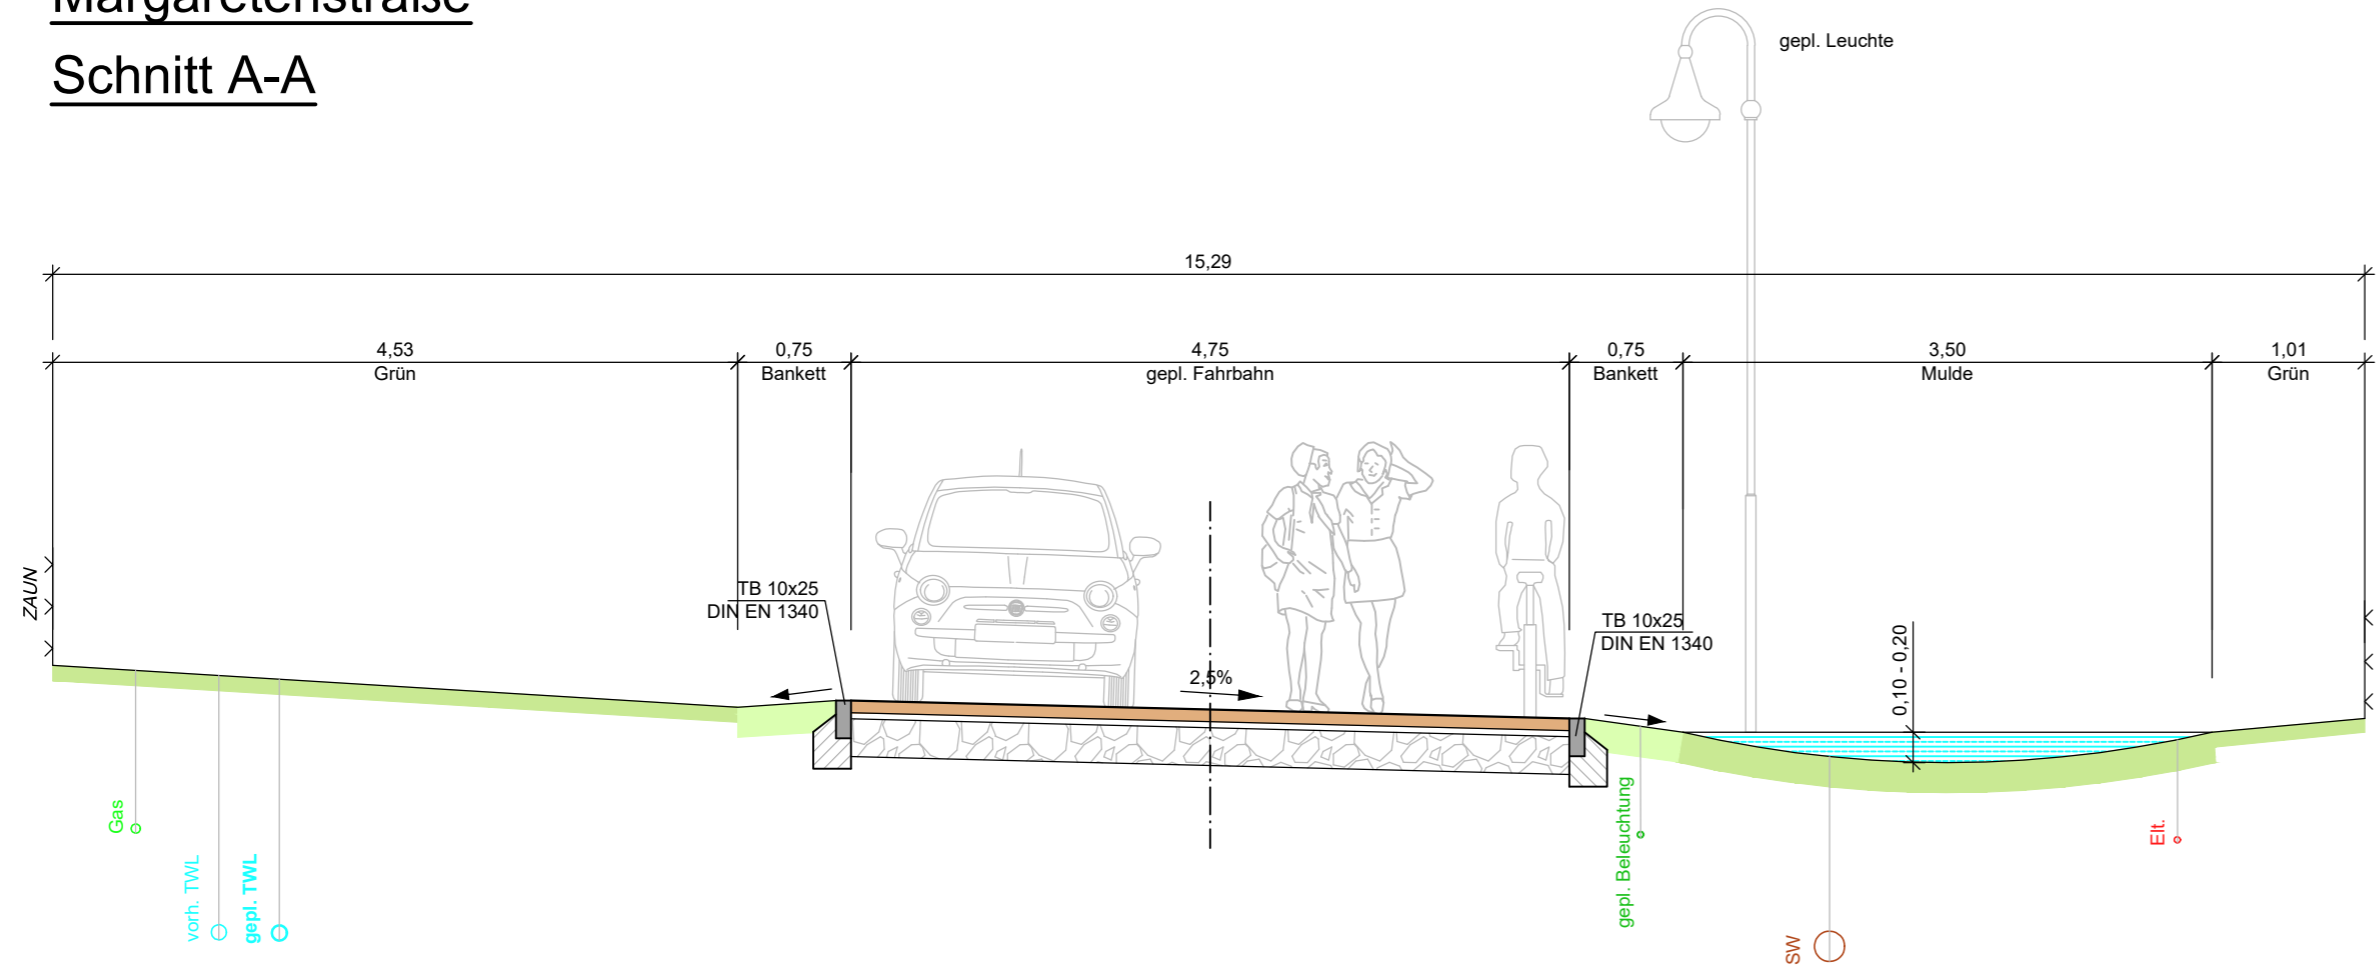 Margaretenstraße
Schnitt A-A
gepl. Leuchte
15,29
4,53
Grün
0,75
Bankett
4,75
gepl. Fahrbahn
0,75
Bankett
3,50
Mulde
1,01
Grün
ZAUN
TB 10x25
DIN EN 1340
2,5%
TB 10x25
DIN EN 1340
0,10 - 0,20
Gas
vorh. TWL
gepl. TWL
gepl. Beleuchtung
SW
Elt.